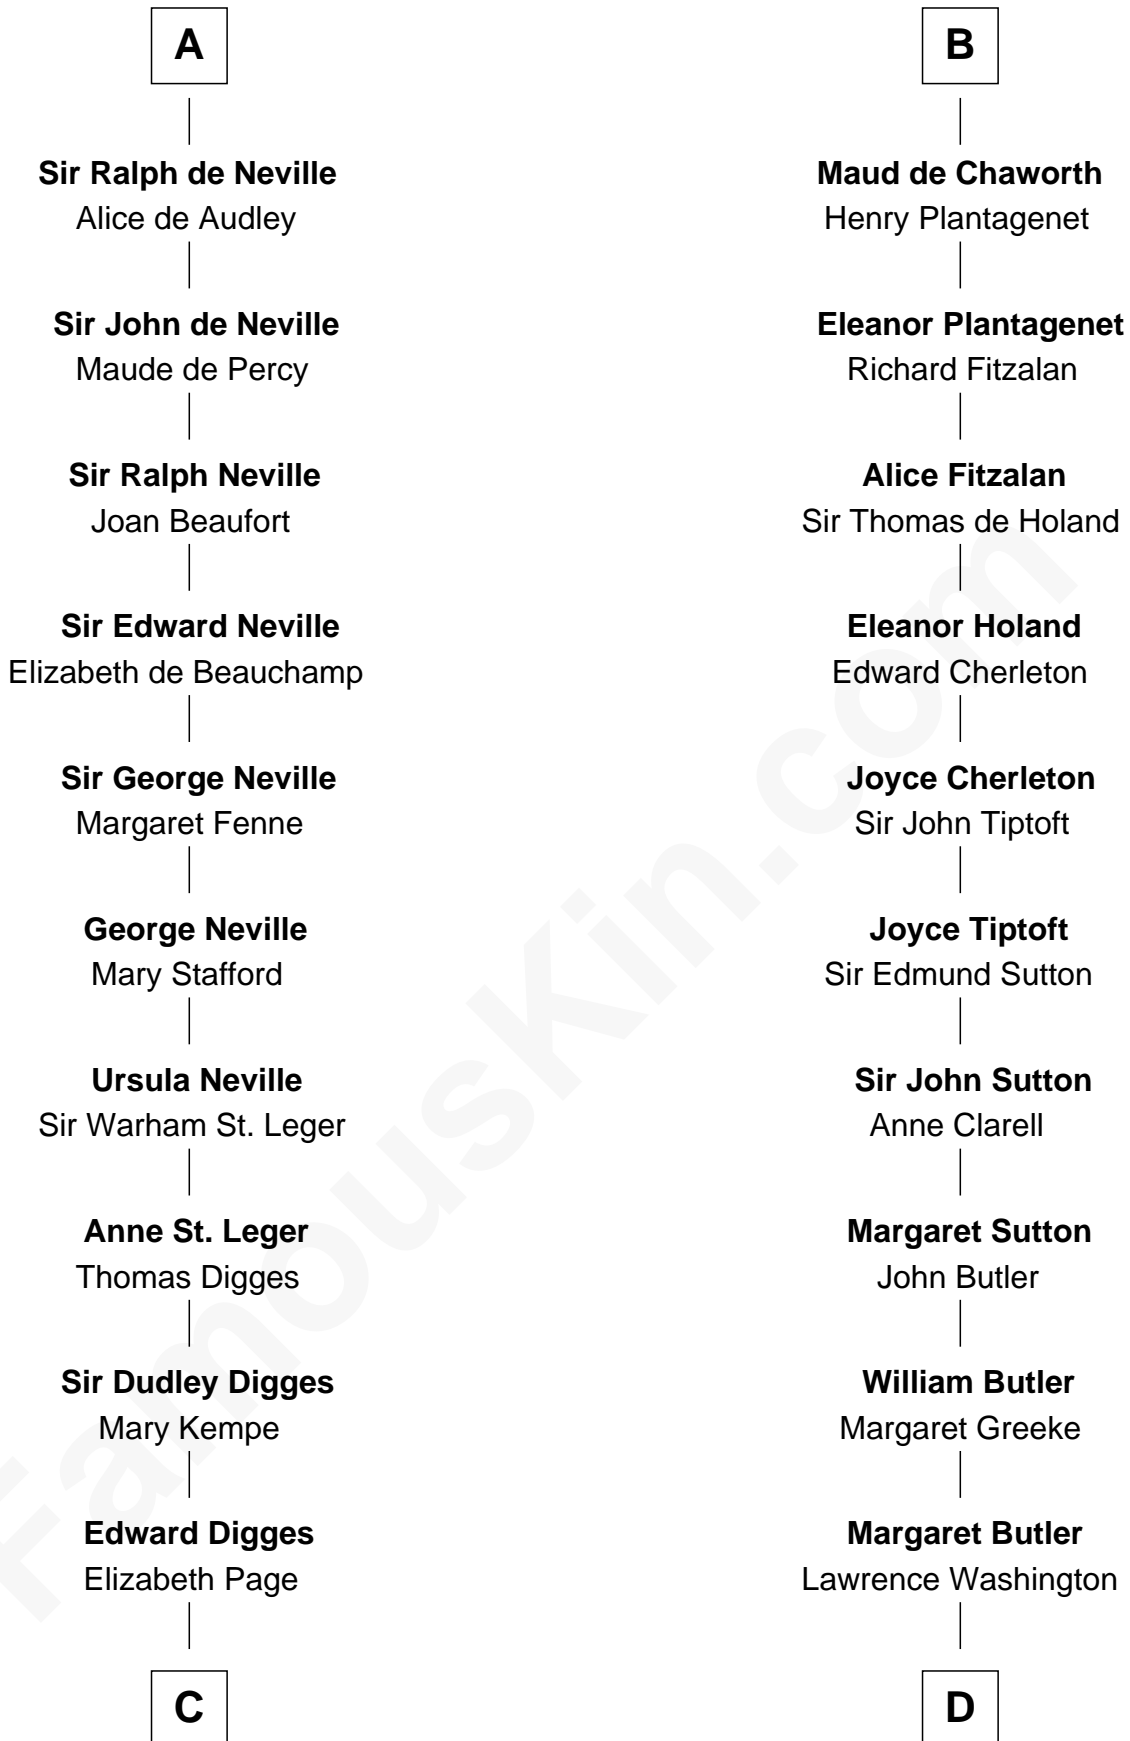 A
Sir Ralph de Neville
Alice de Audley
Sir John de Neville
Maude de Percy
Sir Ralph Neville
Joan Beaufort
Sir Edward Neville
Elizabeth de Beauchamp
Sir George Neville
Margaret Fenne
George Neville
Mary Stafford
Ursula Neville
Sir Warham St. Leger
Anne St. Leger
Thomas Digges
Sir Dudley Digges
Mary Kempe
Edward Digges
Elizabeth Page
C
B
Maud de Chaworth
Henry Plantagenet
Eleanor Plantagenet
Richard Fitzalan
Alice Fitzalan
Sir Thomas de Holand
Eleanor Holand
Edward Cherleton
Joyce Cherleton
Sir John Tiptoft
Joyce Tiptoft
Sir Edmund Sutton
Sir John Sutton
Anne Clarell
Margaret Sutton
John Butler
William Butler
Margaret Greeke
Margaret Butler
Lawrence Washington
D
FamousKin.com